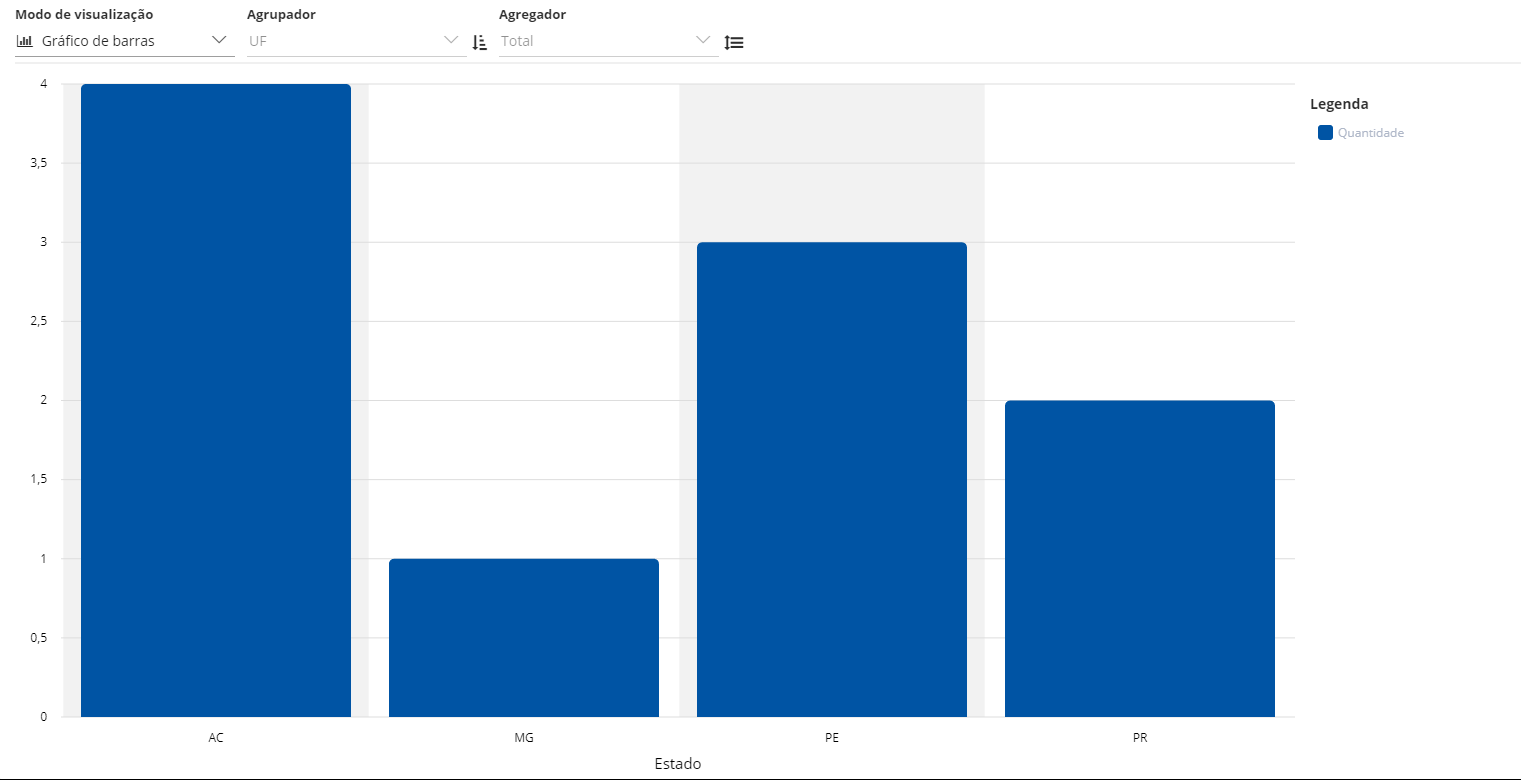 Modo de visualização
Agrupador
Agregador
Gráfico de barras
UF
Total
4
3,5
3
2,5
2
1,5
1
0,5
0
AC
MG
PE
PR
Estado
Legenda
Quantidade